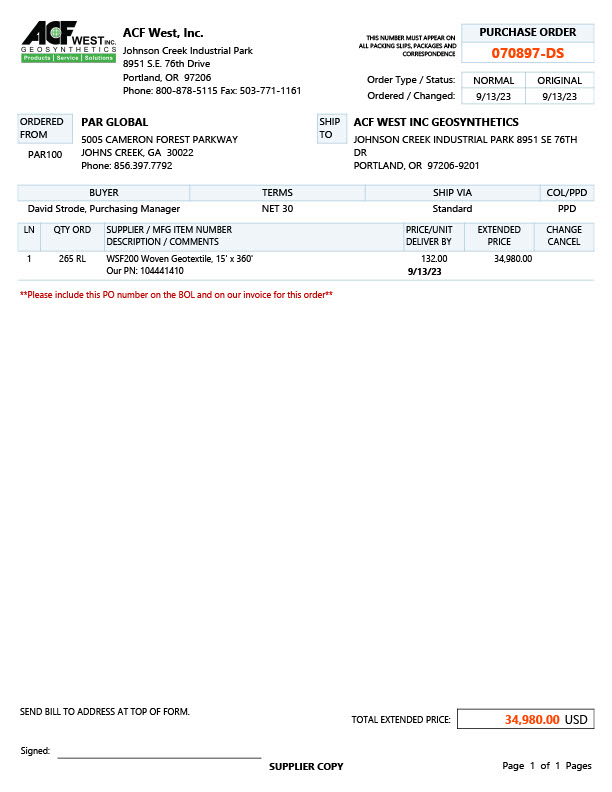 ACF WEST INC.
GEOSYNTHETICS
Products | Service | Solutions
ACF West, Inc.
Johnson Creek Industrial Park
8951 S.E. 76th Drive
Portland, OR 97206
Phone: 800-878-5115 Fax: 503-771-1161
THIS NUMBER MUST APPEAR ON
ALL PACKING SLIPS, PACKAGES AND
CORRESPONDENCE
PURCHASE ORDER
070897-DS
Order Type / Status: NORMAL ORIGINAL
Ordered / Changed: 9/13/23 9/13/23
ORDERED
FROM
PAR100
PAR GLOBAL
5005 CAMERON FOREST PARKWAY
JOHNS CREEK, GA 30022
Phone: 856.397.7792
SHIP
TO
ACF WEST INC GEOSYNTHETICS
JOHNSON CREEK INDUSTRIAL PARK 8951 SE 76TH
DR
PORTLAND, OR 97206-9201
BUYER TERMS SHIP VIA COL/PPD
David Strode, Purchasing Manager NET 30 Standard PPD
LN QTY ORD SUPPLIER / MFG ITEM NUMBER PRICE/UNIT EXTENDED CHANGE
DESCRIPTION / COMMENTS DELIVER BY PRICE CANCEL
1 265 RL WSF200 Woven Geotextile, 15' x 360' 132.00 34,980.00
Our PN: 104441410 9/13/23
**Please include this PO number on the BOL and on our invoice for this order**
SEND BILL TO ADDRESS AT TOP OF FORM.
TOTAL EXTENDED PRICE: 34,980.00 USD
Signed:
SUPPLIER COPY
Page 1 of 1 Pages